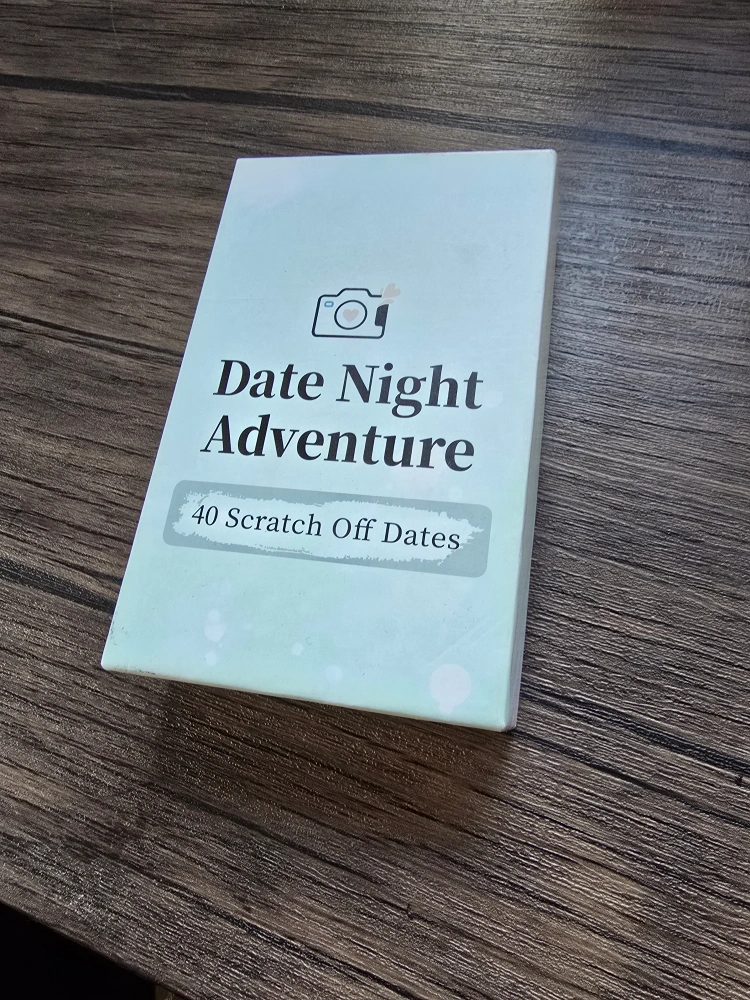 Date Night
Adventure
40 Scratch Off Dates